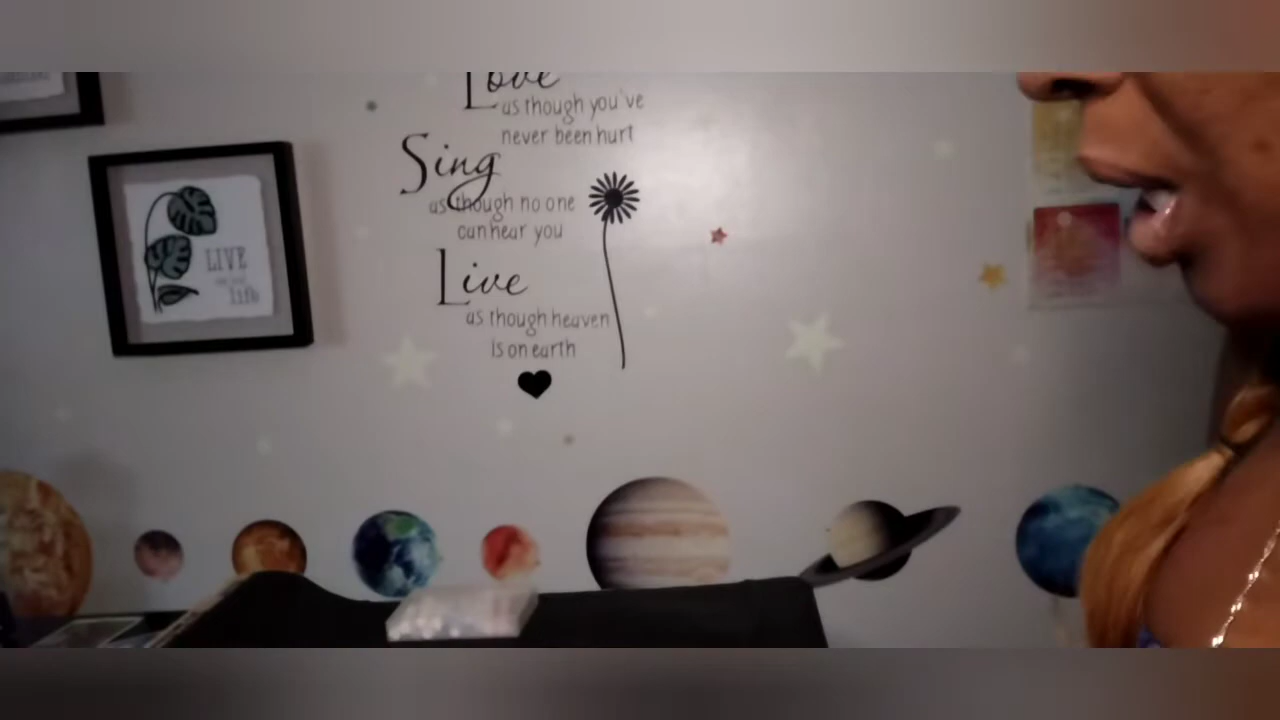 Love
as though you've
never been hurt
Sing
as though no one
can hear you
Live
as though heaven
is on earth
LIVE
life